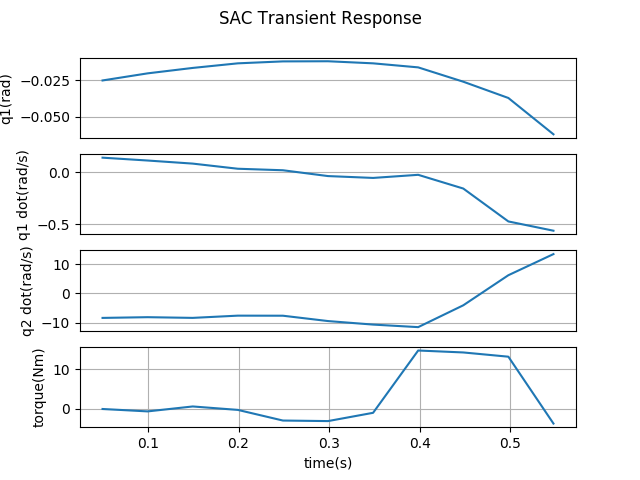 SAC Transient Response
q1(rad)
−0.025
−0.050
q1 dot(rad/s)
0.0
−0.5
q2 dot(rad/s)
10
0
−10
torque(Nm)
10
0
0.1 0.2 0.3 0.4 0.5
time(s)